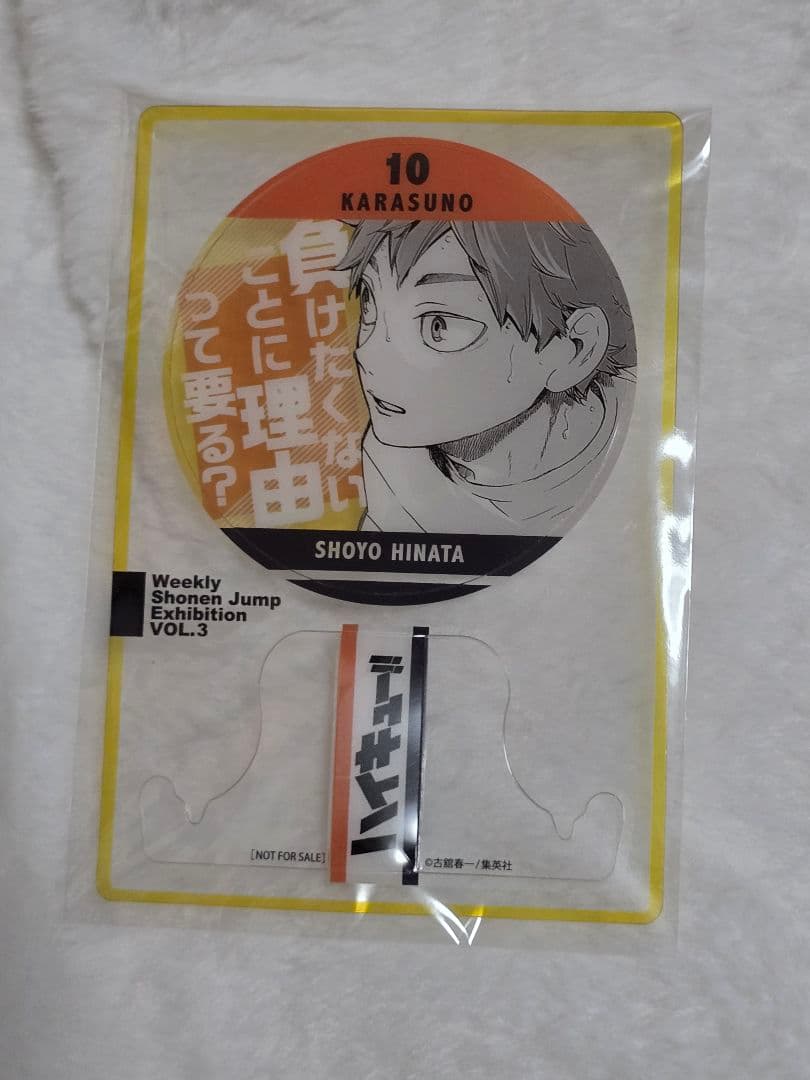 10
KARASUNO
負けたくない
ことに理由
って要る?
SHOYO HINATA
Weekly
Shonen Jump
Exhibition
VOL.3
ハイキュー!!
[NOT FOR SALE]
©古舘春一/集英社